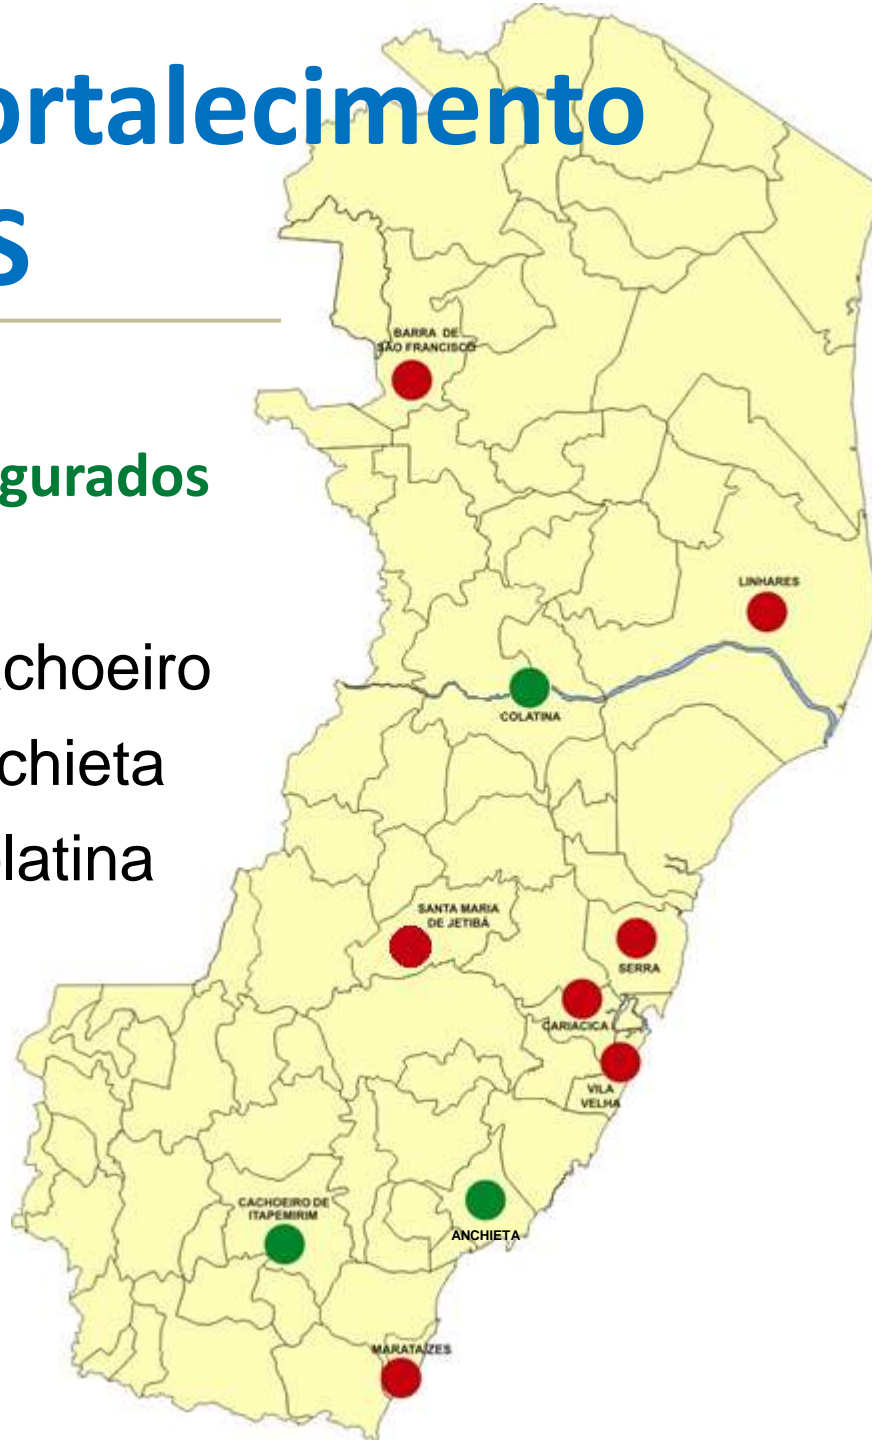 ortalecimento
S
BARRA DE
SÃO FRANCISCO
gurados
LINHARES
choeiro
COLATINA
chieta
latina
SANTA MARIA
DE JETIBÁ
SERRA
CARIACICA
VILA
VELHA
CACHOEIRO DE
ITAPEMIRIM
ANCHIETA
MARATAÍZES